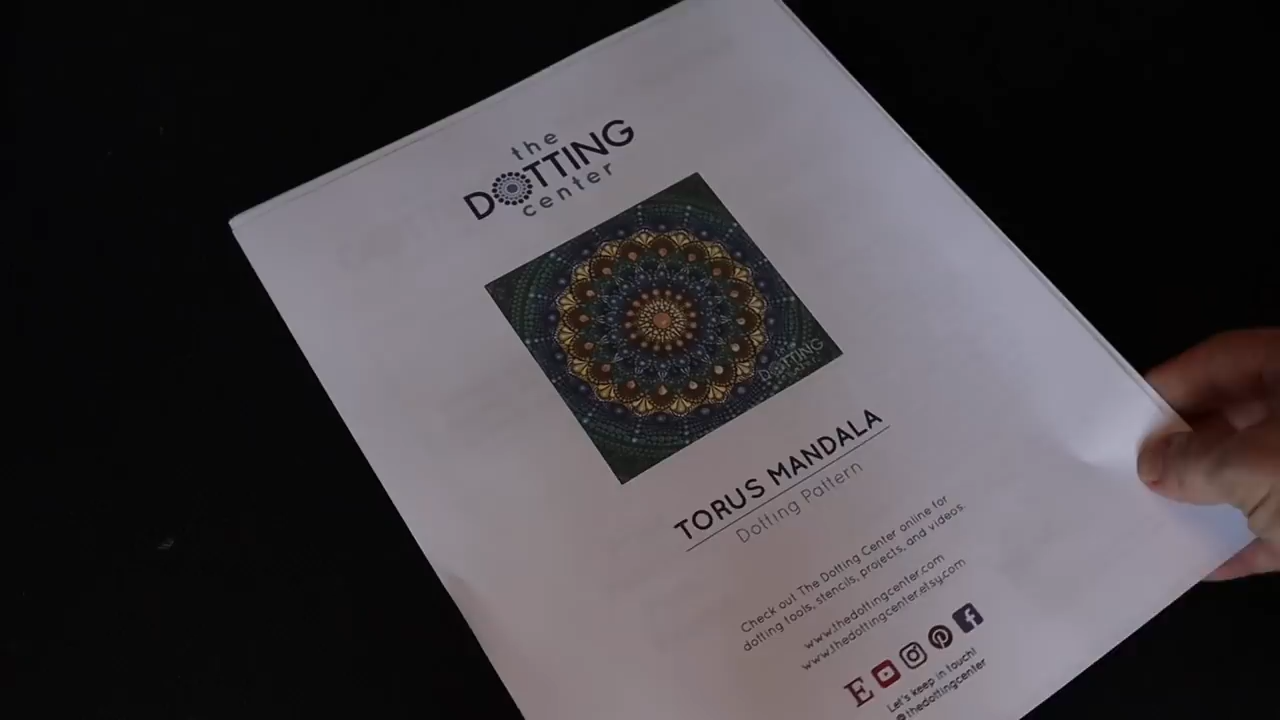 the
DOTTING
center
DOTTING
TORUS MANDALA
Dotting Pattern
Check out The Dotting Center online for
dotting tools, stencils, projects, and videos.
www.thedottingcenter.com
www.thedottingcenter.etsy.com
E
Let's keep in touch!
@thedottingcenter